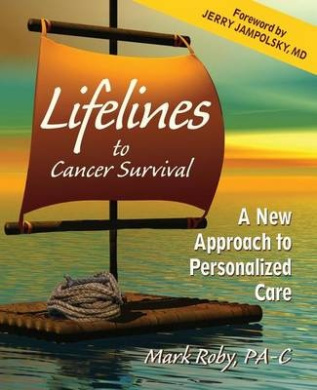 Foreword by
JERRY JAMPOLSKY, MD
Lifelines
to
Cancer Survival
A New
Approach to
Personalized
Care
Mark Roby, PA-C